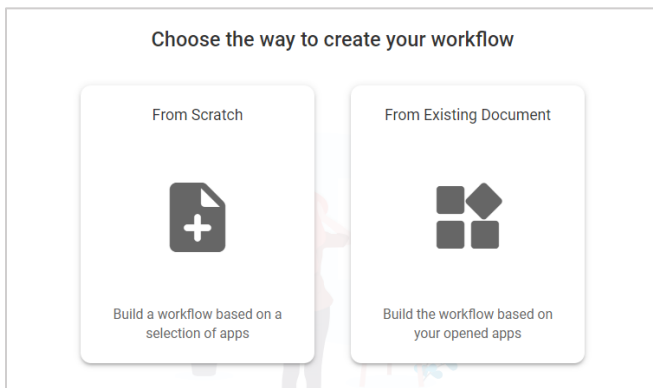 Choose the way to create your workflow
From Scratch
From Existing Document
Build a workflow based on a
selection of apps
Build the workflow based on
your opened apps